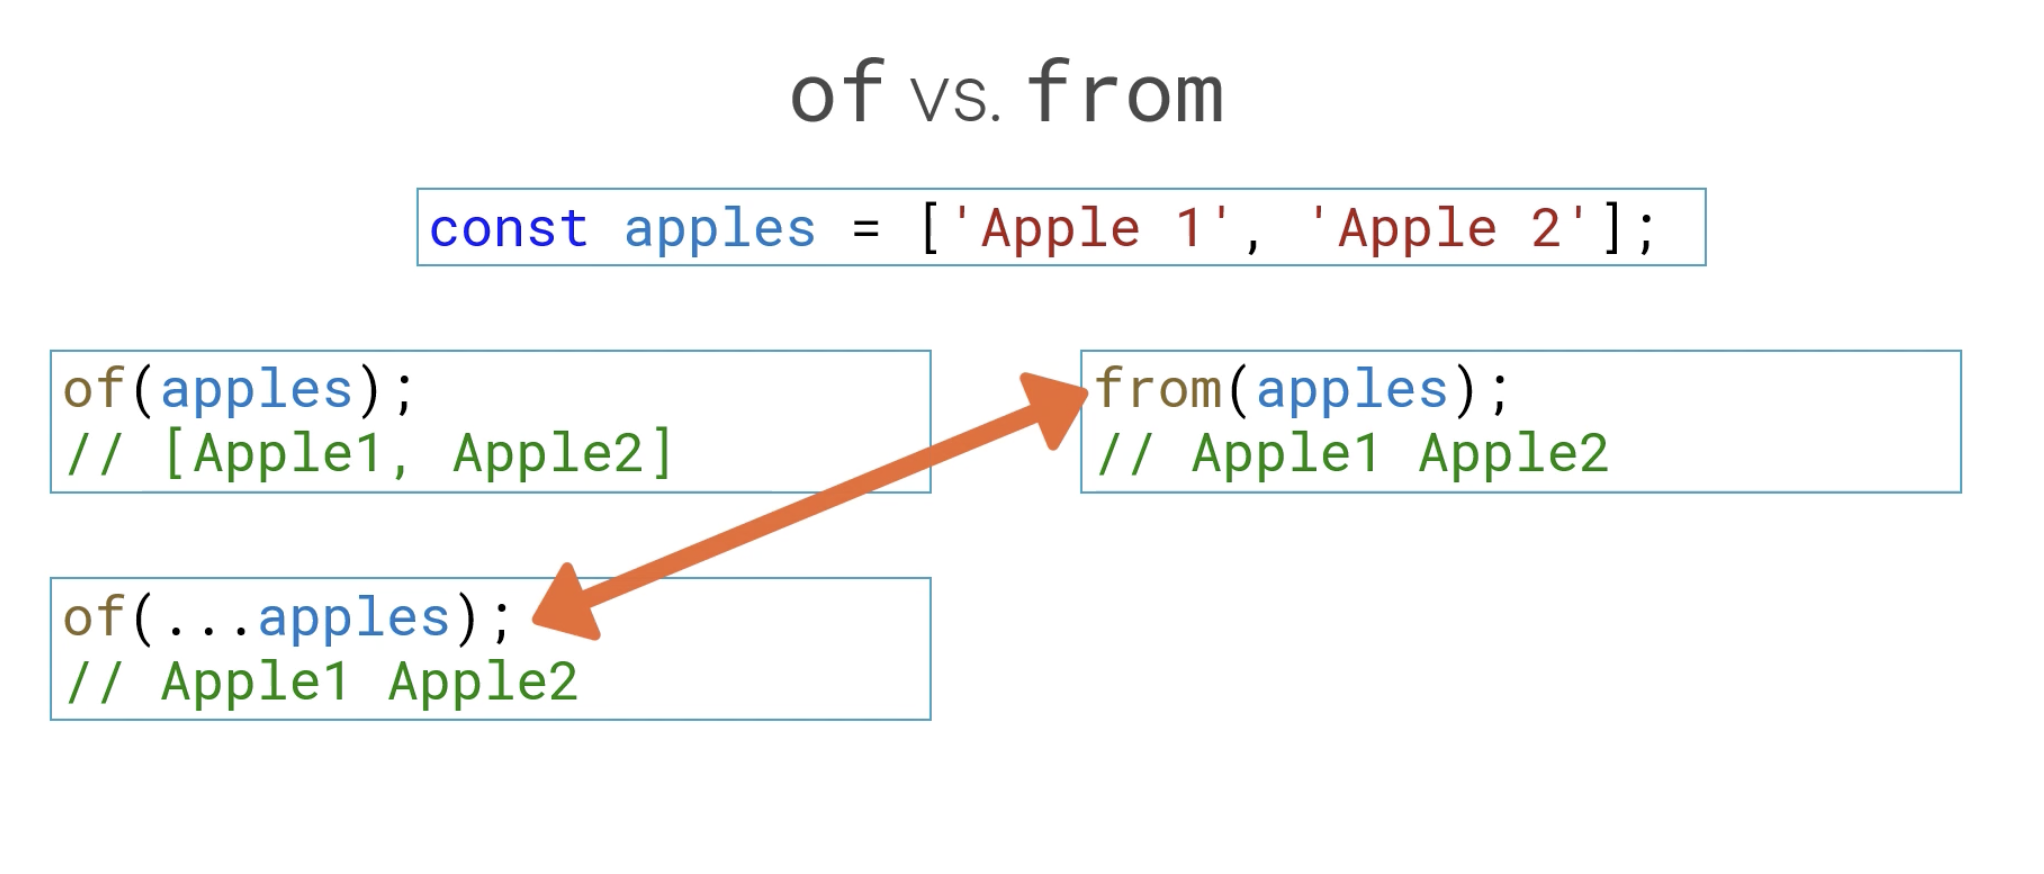 of vs. from
const apples = ['Apple 1', 'Apple 2'];
of(apples);
// [Apple1, Apple2]
from(apples);
// Apple1 Apple2
of(...apples);
// Apple1 Apple2